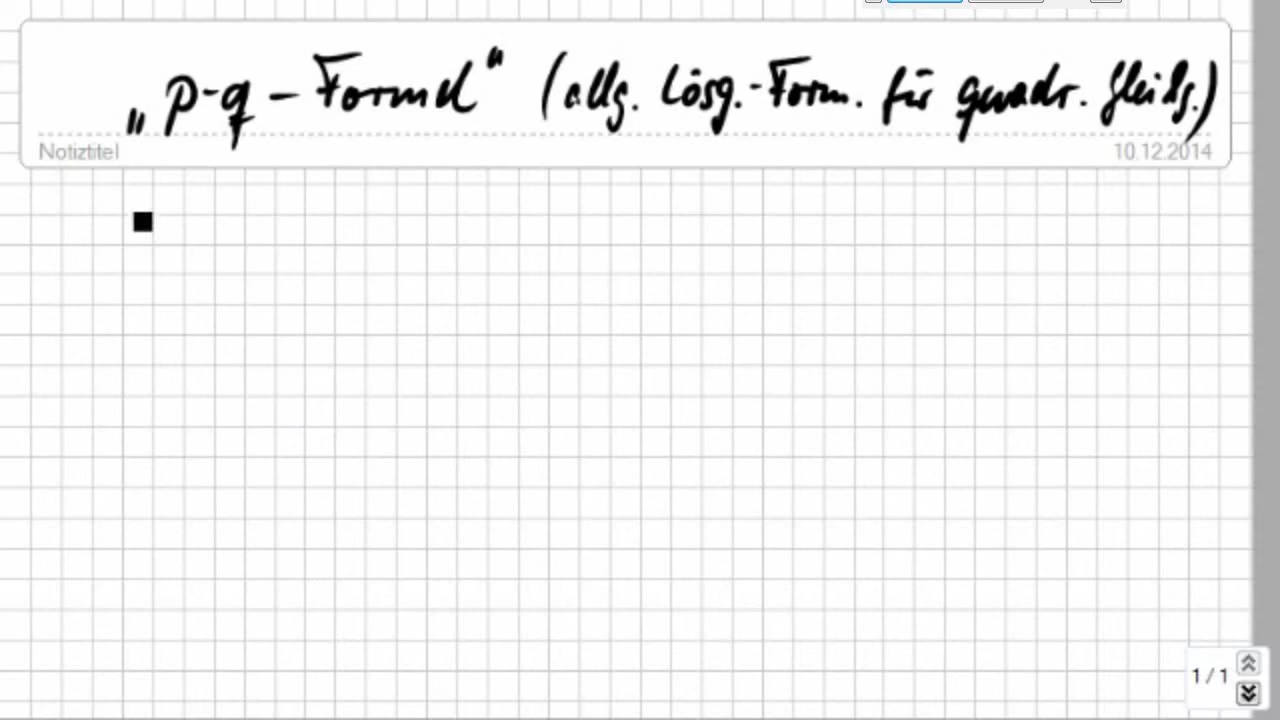 „p-q-Formel“ (allg. Lösg.-Form. für quadr. Gleichg.)
Notiztitel 10.12.2014
1 / 1